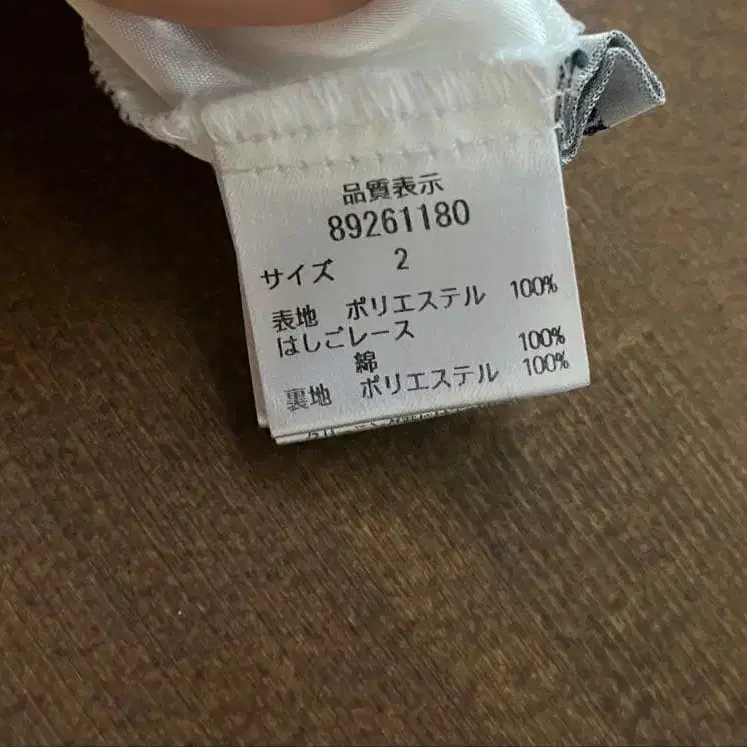 品質表示
89261180
サイズ 2
表地 ポリエステル 100%
はしごレース
綿 100%
裏地 ポリエステル 100%